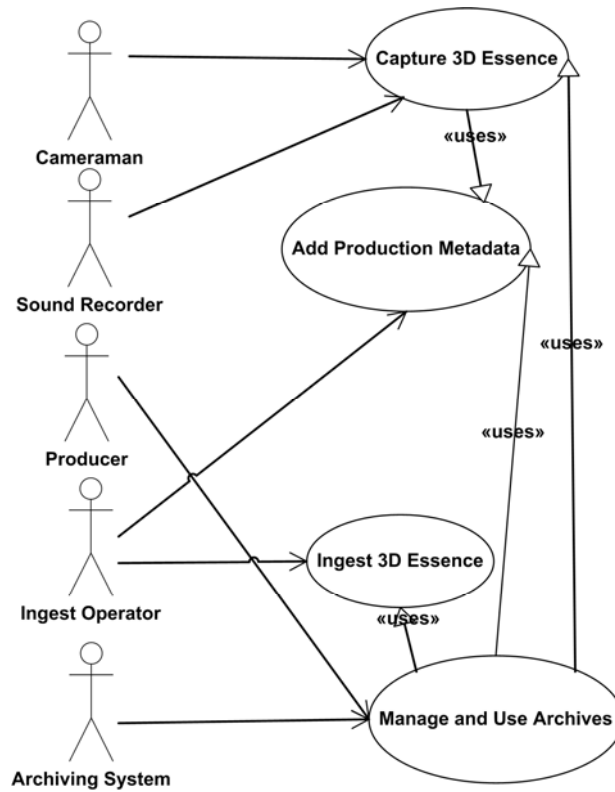 Capture 3D Essence
Cameraman
«uses»
Add Production Metadata
Sound Recorder
«uses»
Producer
«uses»
Ingest 3D Essence
Ingest Operator
«uses»
Manage and Use Archives
Archiving System